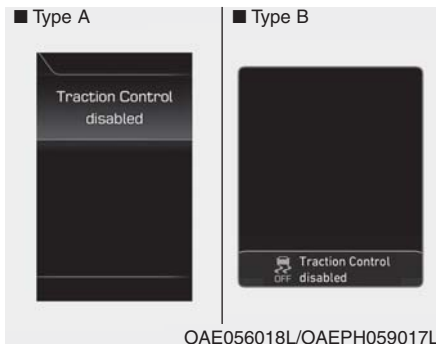 ■ Type A
■ Type B
Traction Control
disabled
Traction Control
OFF disabled
OAE056018L/OAEPH059017L